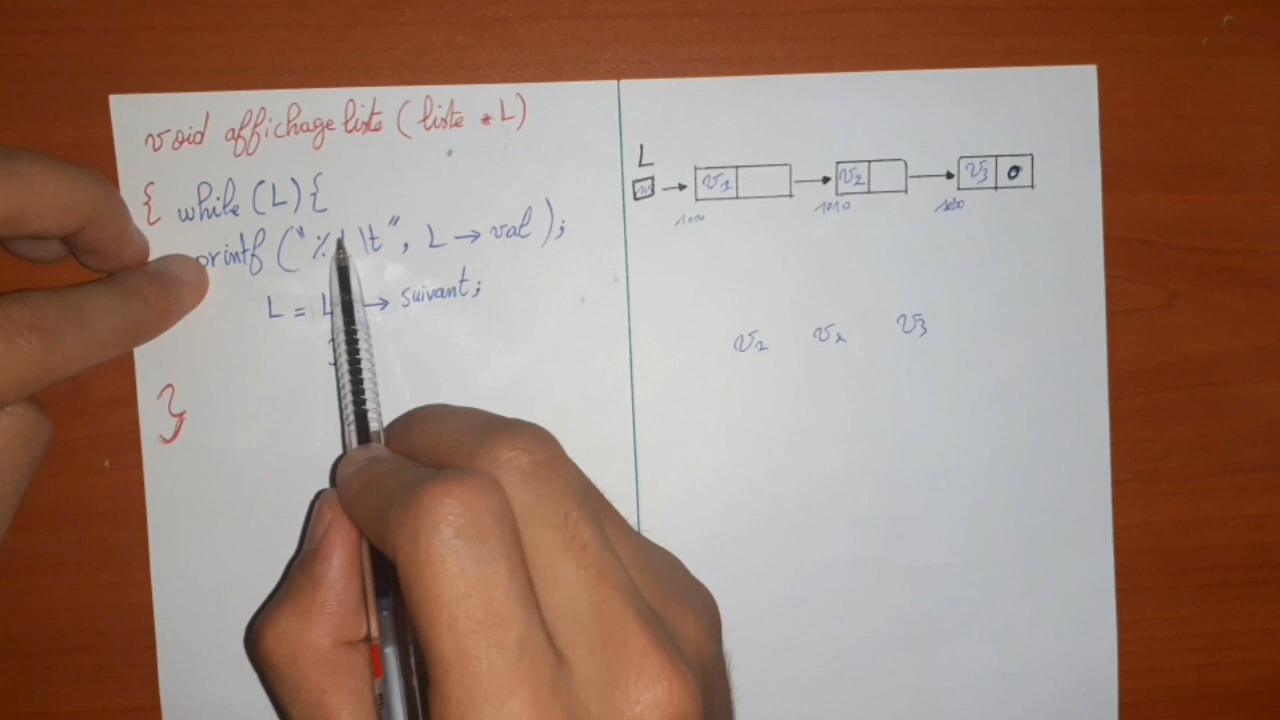 void affichage liste (liste *L)
{ while (L) {
printf ("% \t", L → val);
L = L → suivant;
}
}
L
v1 v2 v3 0
1000 1010
v1 v2 v3